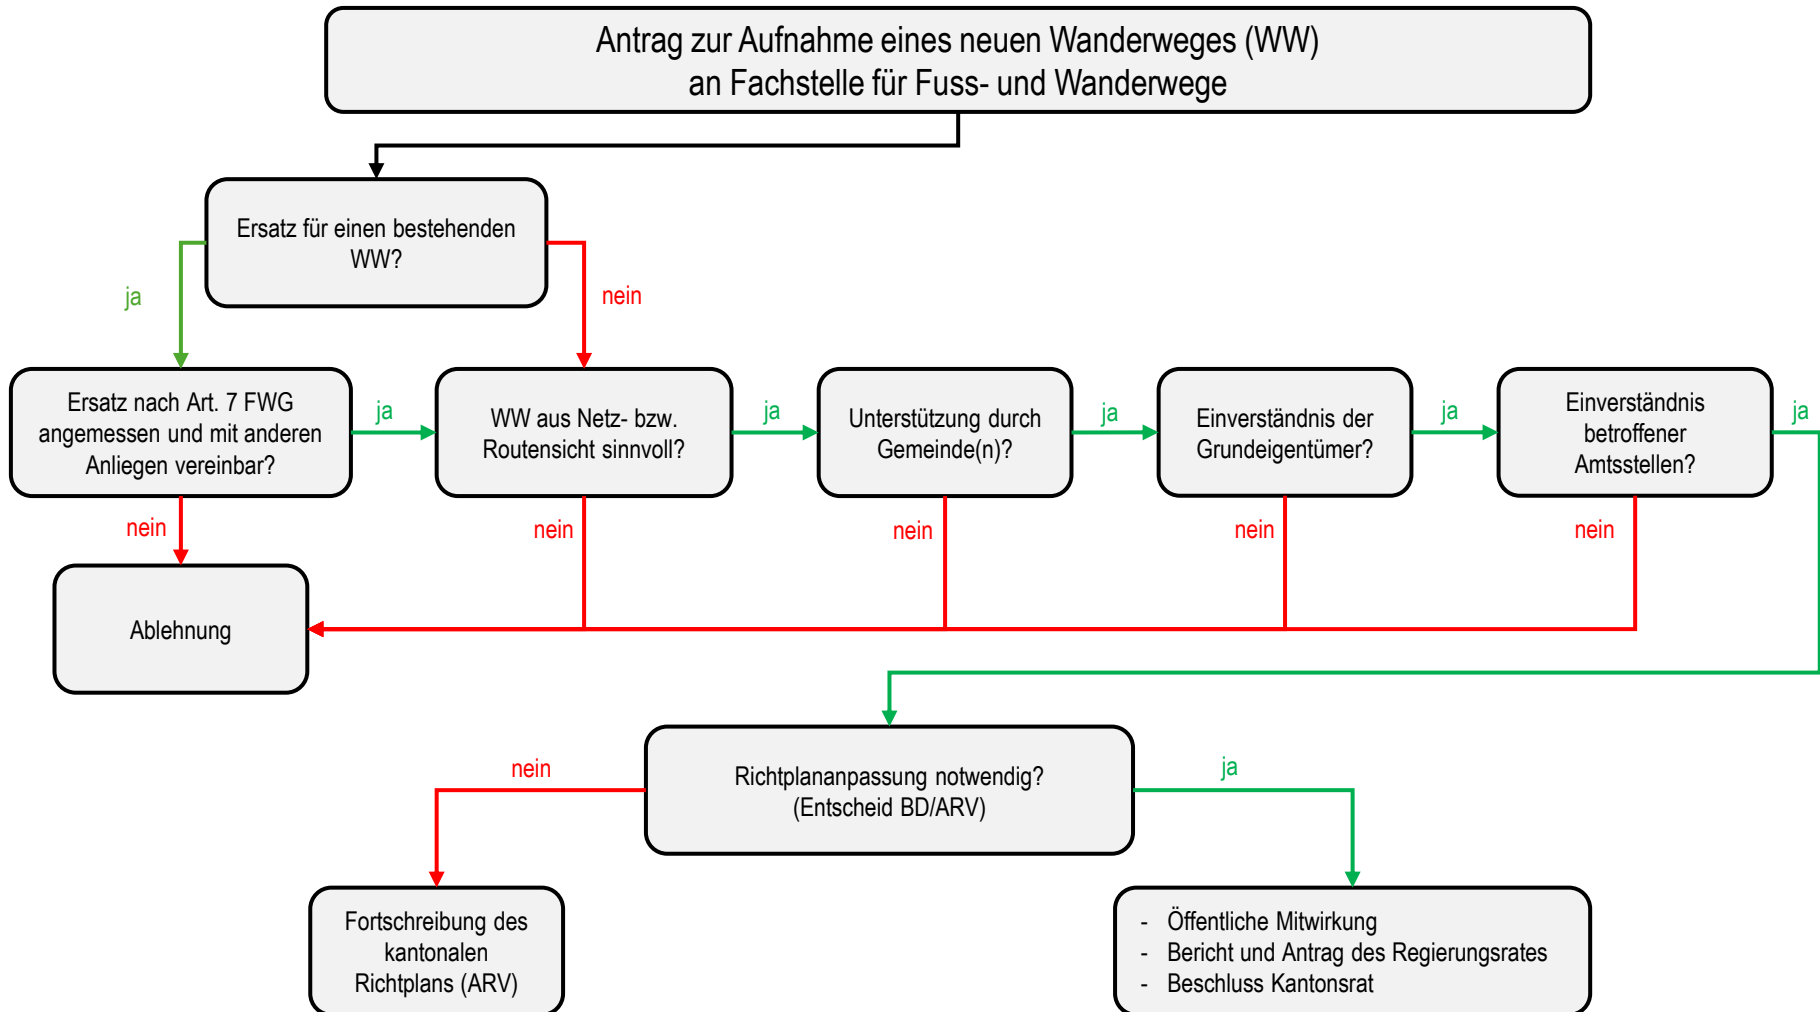 Antrag zur Aufnahme eines neuen Wanderweges (WW)
an Fachstelle für Fuss- und Wanderwege
Ersatz für einen bestehenden
WW?
ja
nein
Ersatz nach Art. 7 FWG
angemessen und mit anderen
Anliegen vereinbar?
ja
WW aus Netz- bzw.
Routensicht sinnvoll?
ja
Unterstützung durch
Gemeinde(n)?
ja
Einverständnis der
Grundeigentümer?
ja
Einverständnis
betroffener
Amtsstellen?
ja
nein
nein
nein
nein
nein
Ablehnung
Richtplananpassung notwendig?
(Entscheid BD/ARV)
nein
ja
Fortschreibung des
kantonalen
Richtplans (ARV)
- Öffentliche Mitwirkung
- Bericht und Antrag des Regierungsrates
- Beschluss Kantonsrat